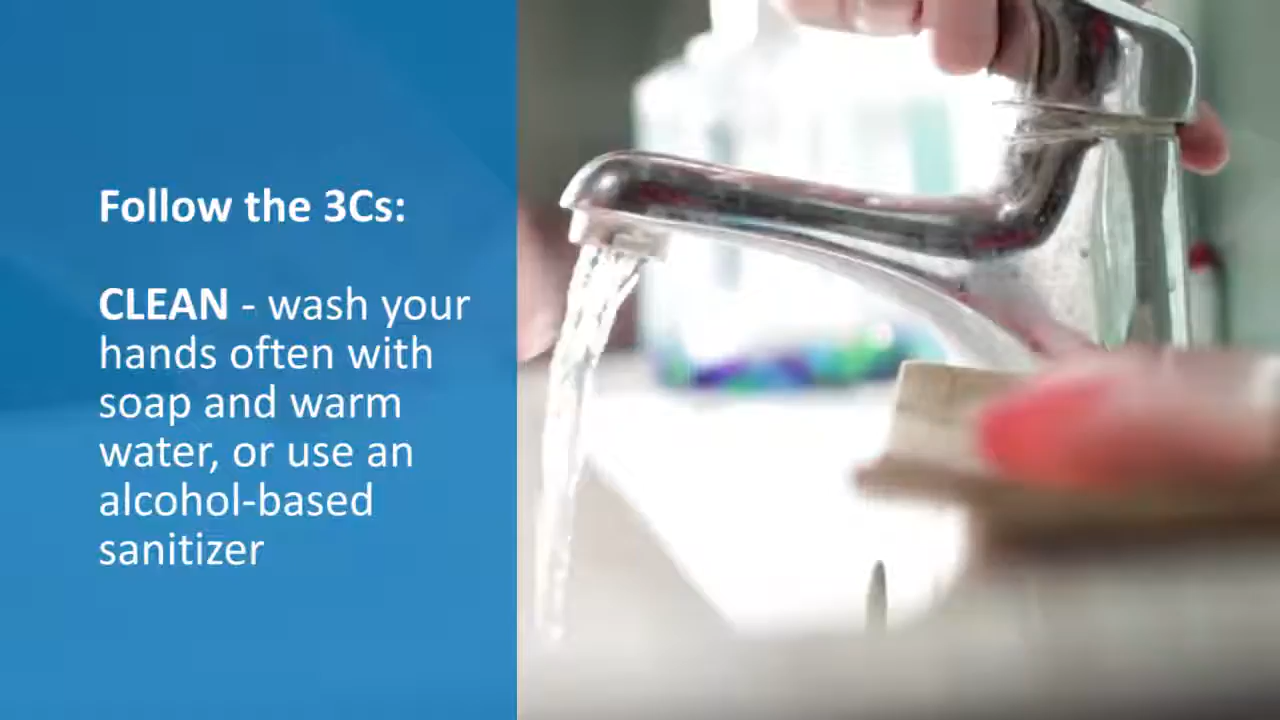 Follow the 3Cs:
CLEAN - wash your
hands often with
soap and warm
water, or use an
alcohol-based
sanitizer